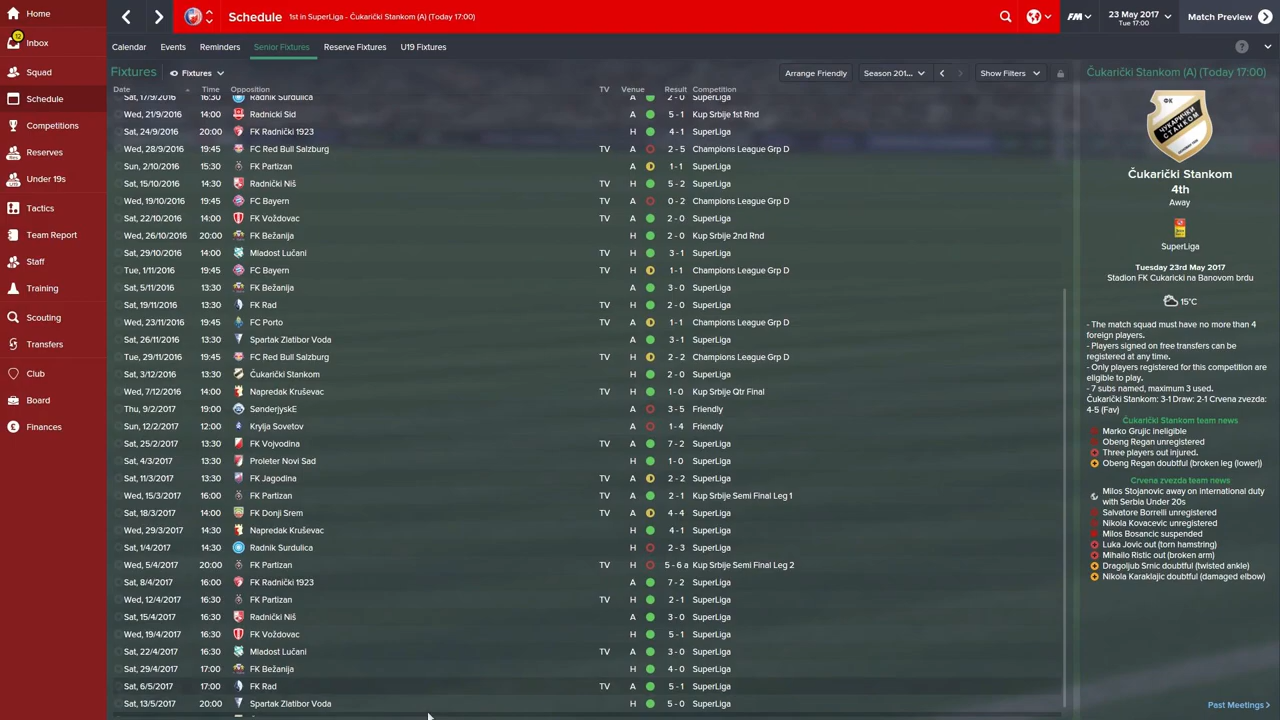 Home
12
Inbox
Squad
Schedule
Competitions
Reserves
Under 19s
Tactics
Team Report
Staff
Training
Scouting
Transfers
Club
Board
Finances
Schedule 1st in SuperLiga - Čukarički Stankom (A) (Today 17:00)
FM
23 May 2017
Tue 17:00
Match Preview
Calendar Events Reminders Senior Fixtures Reserve Fixtures U19 Fixtures
Fixtures Fixtures Arrange Friendly Season 201... Show Filters
Date Time Opposition TV Venue Result Competition
Sat, 17/9/2016 16:30 Radnik Surdulica A 2 - 0 SuperLiga
Wed, 21/9/2016 14:00 Radnicki Sid A 5 - 1 Kup Srbije 1st Rnd
Sat, 24/9/2016 20:00 FK Radnički 1923 H 4 - 1 SuperLiga
Wed, 28/9/2016 19:45 FC Red Bull Salzburg TV A 2 - 5 Champions League Grp D
Sun, 2/10/2016 15:30 FK Partizan A 1 - 1 SuperLiga
Sat, 15/10/2016 14:30 Radnički Niš TV H 5 - 2 SuperLiga
Wed, 19/10/2016 19:45 FC Bayern TV A 0 - 2 Champions League Grp D
Sat, 22/10/2016 14:00 FK Voždovac TV A 2 - 0 SuperLiga
Wed, 26/10/2016 20:00 FK Bežanija H 2 - 0 Kup Srbije 2nd Rnd
Sat, 29/10/2016 14:00 Mladost Lučani TV H 3 - 1 SuperLiga
Tue, 1/11/2016 19:45 FC Bayern TV H 1 - 1 Champions League Grp D
Sat, 5/11/2016 13:30 FK Bežanija A 3 - 0 SuperLiga
Sat, 19/11/2016 13:30 FK Rad TV H 2 - 0 SuperLiga
Wed, 23/11/2016 19:45 FC Porto TV A 1 - 1 Champions League Grp D
Sat, 26/11/2016 13:30 Spartak Zlatibor Voda A 3 - 1 SuperLiga
Tue, 29/11/2016 19:45 FC Red Bull Salzburg TV H 2 - 2 Champions League Grp D
Sat, 3/12/2016 13:30 Čukarički Stankom H 2 - 0 SuperLiga
Wed, 7/12/2016 14:00 Napredak Kruševac TV H 1 - 0 Kup Srbije Qtr Final
Thu, 9/2/2017 19:00 SønderjyskE A 3 - 5 Friendly
Sun, 12/2/2017 12:00 Krylja Sovetov A 1 - 4 Friendly
Sat, 25/2/2017 13:30 FK Vojvodina TV A 7 - 2 SuperLiga
Sat, 4/3/2017 13:30 Proleter Novi Sad H 1 - 0 SuperLiga
Sat, 11/3/2017 13:30 FK Jagodina TV A 2 - 2 SuperLiga
Wed, 15/3/2017 16:00 FK Partizan TV A 2 - 1 Kup Srbije Semi Final Leg 1
Sat, 18/3/2017 14:30 FK Donji Srem TV A 4 - 4 SuperLiga
Wed, 29/3/2017 14:30 Napredak Kruševac H 4 - 1 SuperLiga
Sat, 1/4/2017 14:30 Radnik Surdulica H 2 - 3 SuperLiga
Wed, 5/4/2017 20:00 FK Partizan TV H 5 - 6 a Kup Srbije Semi Final Leg 2
Sat, 8/4/2017 16:00 FK Radnički 1923 A 7 - 2 SuperLiga
Wed, 12/4/2017 16:30 FK Partizan TV H 2 - 1 SuperLiga
Sat, 15/4/2017 16:30 Radnički Niš A 3 - 0 SuperLiga
Wed, 19/4/2017 16:30 FK Voždovac H 5 - 1 SuperLiga
Sat, 22/4/2017 16:30 Mladost Lučani TV A 3 - 0 SuperLiga
Sat, 29/4/2017 17:00 FK Bežanija H 4 - 0 SuperLiga
Sat, 6/5/2017 17:00 FK Rad TV A 5 - 1 SuperLiga
Sat, 13/5/2017 20:00 Spartak Zlatibor Voda H 5 - 0 SuperLiga
Čukarički Stankom (A) (Today 17:00)
ФК
ЧУКАРИЧКИ
СТАНКОМ
Čukarički Stankom
4th
Away
SuperLiga
Tuesday 23rd May 2017
Stadion FK Cukaricki na Banovom brdu
15°C
- The match squad must have no more than 4
foreign players.
- Players signed on free transfers can be
registered at any time.
- Only players registered for this competition are
eligible to play.
- 7 subs named, maximum 3 used.
Čukarički Stankom: 3-1 Draw: 2-1 Crvena zvezda:
4-5 (Fav)
Čukarički Stankom team news
Marko Grujic ineligible
Obeng Regan unregistered
Three players out injured.
Obeng Regan doubtful (broken leg (lower))
Crvena zvezda team news
Milos Stojanovic away on international duty
with Serbia Under 20s
Salvatore Borrelli unregistered
Nikola Kovacevic unregistered
Milos Bosancic suspended
Luka Jovic out (torn hamstring)
Mihailo Ristic out (broken arm)
Dragoljub Srnic doubtful (twisted ankle)
Nikola Karaklajic doubtful (damaged elbow)
Past Meetings >